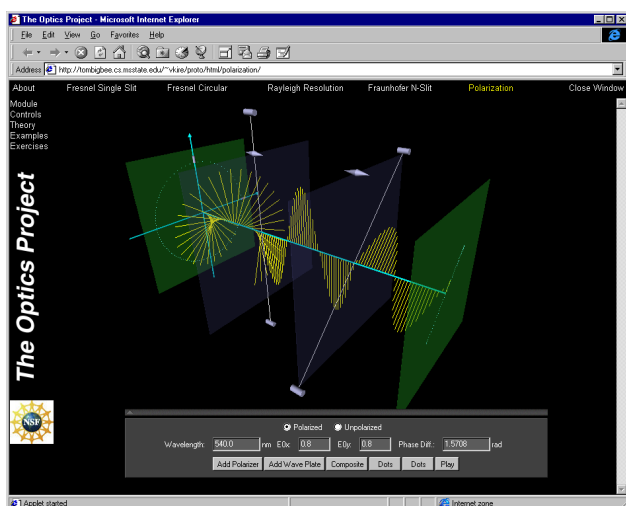 The Optics Project - Microsoft Internet Explorer
File Edit View Go Favorites Help
Address http://tombigbee.cs.msstate.edu/~vkire/proto/html/polarization/
About Fresnel Single Slit Fresnel Circular Rayleigh Resolution Fraunhofer N-Slit Polarization Close Window
Module
Controls
Theory
Examples
Exercises
The Optics Project
NSF
Polarized Unpolarized
Wavelength: 540.0 nm E0x: 0.8 E0y: 0.8 Phase Diff.: 1.5708 rad
Add Polarizer Add Wave Plate Composite Dots Dots Play
Applet started Internet zone